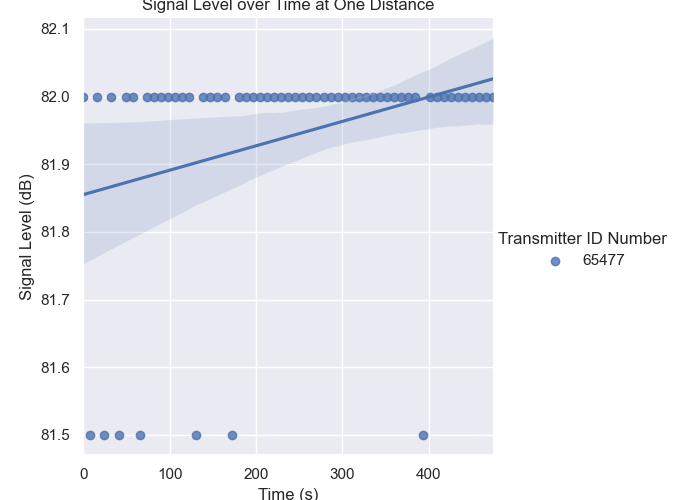 Signal Level over Time at One Distance
82.1
82.0
81.9
81.8
81.7
81.6
81.5
Signal Level (dB)
0 100 200 300 400
Time (s)
Transmitter ID Number
65477